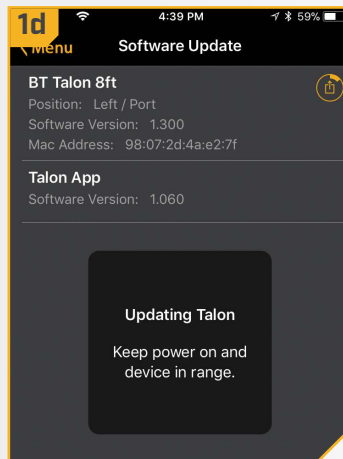 1d
4:39 PM
59%
Menu
Software Update
BT Talon 8ft
Position: Left / Port
Software Version: 1.300
Mac Address: 98:07:2d:4a:e2:7f
Talon App
Software Version: 1.060
Updating Talon
Keep power on and
device in range.